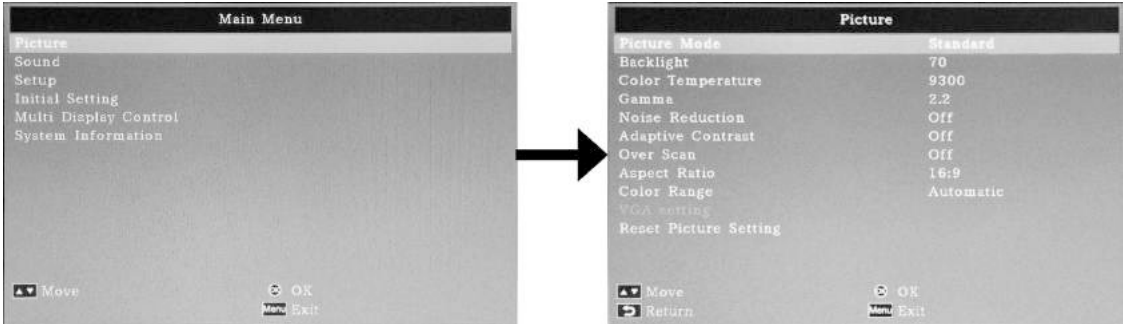 Main Menu
Picture
Sound
Setup
Initial Setting
Multi Display Control
System Information
Move
OK
Menu Exit
Picture
Picture Mode Standard
Backlight 70
Color Temperature 9300
Gamma 2.2
Noise Reduction Off
Adaptive Contrast Off
Over Scan Off
Aspect Ratio 16:9
Color Range Automatic
VGA setting
Reset Picture Setting
Move OK
Return Menu Exit